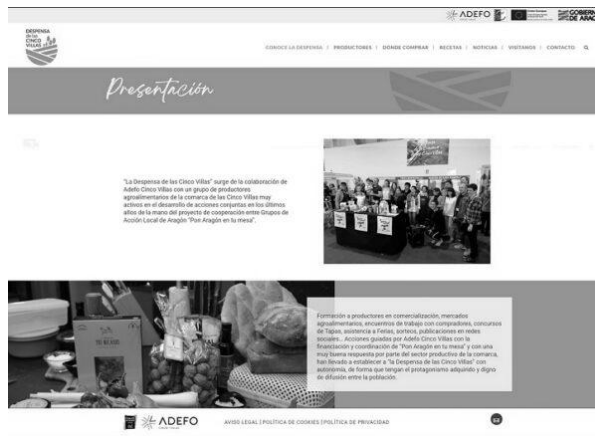 ADEFO
GOBIERN
DE ARAG
DESPENSA
de las
CINCO
VILLAS
CONOCE LA DESPENSA | PRODUCTORES | DÓNDE COMPRAR | RECETAS | NOTICIAS | VISÍTANOS | CONTACTO
Presentación
"La Despensa de las Cinco Villas" surge de la colaboración de
Adefo Cinco Villas con un grupo de productores
agroalimentarios de la comarca de las Cinco Villas muy
activos en el desarrollo de acciones conjuntas en los últimos
años de la mano del proyecto de cooperación entre Grupos de
Acción Local de Aragón "Pon Aragón en tu mesa".
Formación a productores en comercialización, mercados
agroalimentarios, encuentros de trabajo con compradores, concursos
de Tapas, asistencia a Ferias, sorteos, publicaciones en redes
sociales... Acciones guiadas por Adefo Cinco Villas con la
financiación y coordinación de "Pon Aragón en tu mesa" y con una
muy buena respuesta por parte del sector productivo de la comarca,
han llevado a establecer a "la Despensa de las Cinco Villas" con
autonomía, de forma que tengan el protagonismo adquirido y digno
de difusión entre la población.
ADEFO
AVISO LEGAL | POLÍTICA DE COOKIES | POLÍTICA DE PRIVACIDAD